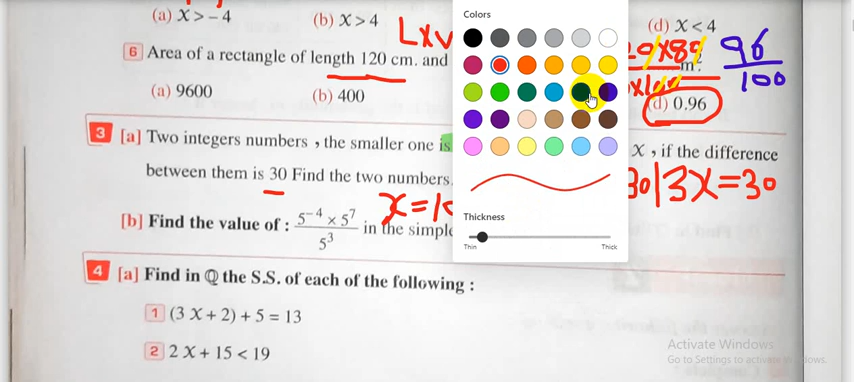 (a) X > – 4
(b) X > 4
(d) X < 4
6 Area of a rectangle of length 120 cm. and
m²
96
100
(a) 9600
(b) 400
(d) 0.96
3 [a] Two integers numbers , the smaller one is
X , if the difference
between them is 30 Find the two numbers.
30 | 3X = 30
[b] Find the value of : 5⁻⁴ × 5⁷ / 5³ in the simple
4 [a] Find in ℚ the S.S. of each of the following :
1 (3 X + 2) + 5 = 13
2 2 X + 15 < 19
Colors
Thickness
Thin
Thick
Activate Windows
Go to Settings to activate Windows.